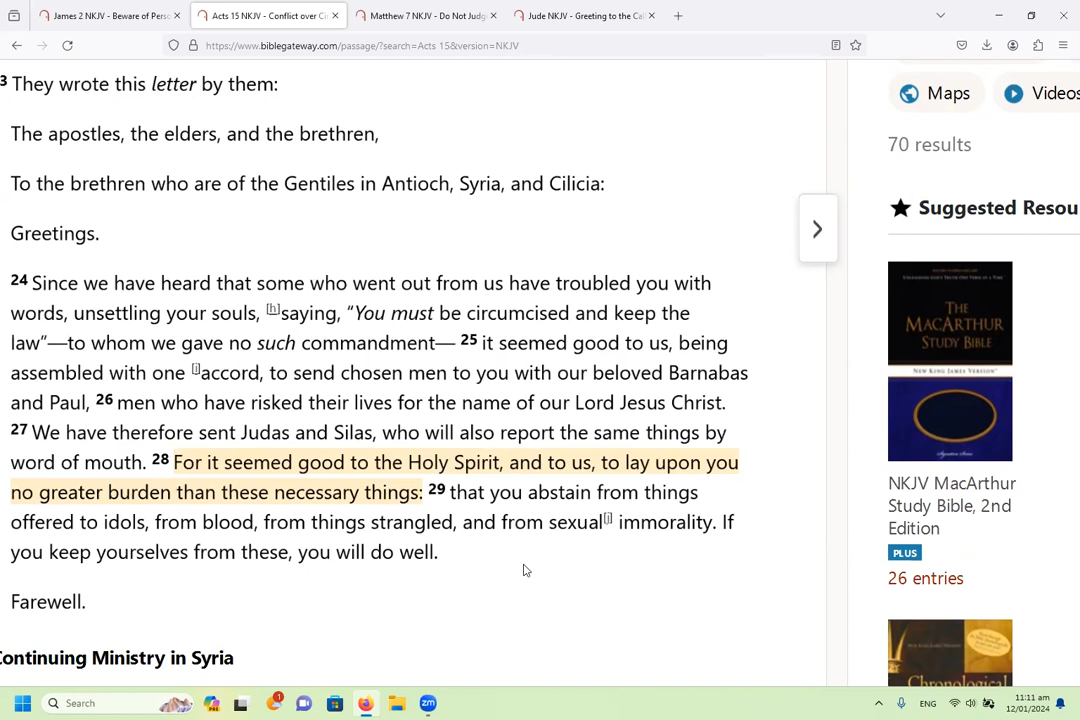 James 2 NKJV - Beware of Pers
Acts 15 NKJV - Conflict over Ci
Matthew 7 NKJV - Do Not Judg
Jude NKJV - Greeting to the Cal
https://www.biblegateway.com/passage/?search=Acts 15&version=NKJV
3 They wrote this letter by them:
The apostles, the elders, and the brethren,
To the brethren who are of the Gentiles in Antioch, Syria, and Cilicia:
Greetings.
24 Since we have heard that some who went out from us have troubled you with
words, unsettling your souls, [h]saying, “You must be circumcised and keep the
law”—to whom we gave no such commandment— 25 it seemed good to us, being
assembled with one [i]accord, to send chosen men to you with our beloved Barnabas
and Paul, 26 men who have risked their lives for the name of our Lord Jesus Christ.
27 We have therefore sent Judas and Silas, who will also report the same things by
word of mouth. 28 For it seemed good to the Holy Spirit, and to us, to lay upon you
no greater burden than these necessary things: 29 that you abstain from things
offered to idols, from blood, from things strangled, and from sexual[j] immorality. If
you keep yourselves from these, you will do well.
Farewell.
Continuing Ministry in Syria
Maps
Videos
70 results
Suggested Resou
THE
MACARTHUR
STUDY BIBLE
NEW KING JAMES VERSION
NKJV MacArthur
Study Bible, 2nd
Edition
PLUS
26 entries
Chronological
Search
1
zm
ENG
11:11 am
12/01/2024